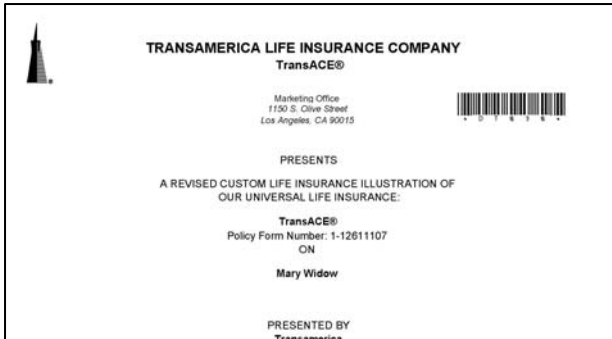 TRANSAMERICA LIFE INSURANCE COMPANY
TransACE®
Marketing Office
1150 S. Olive Street
Los Angeles, CA 90015
PRESENTS
A REVISED CUSTOM LIFE INSURANCE ILLUSTRATION OF
OUR UNIVERSAL LIFE INSURANCE:
TransACE®
Policy Form Number: 1-12611107
ON
Mary Widow
PRESENTED BY
Transamerica